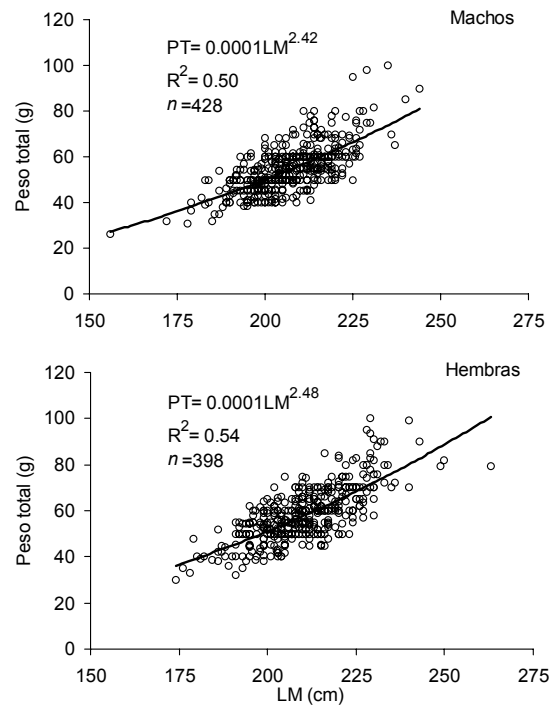 Machos
PT= 0.0001LM^2.42
R^2= 0.50
n=428
Peso total (g)
120
100
80
60
40
20
0
150 175 200 225 250 275
Hembras
PT= 0.0001LM^2.48
R^2= 0.54
n=398
Peso total (g)
120
100
80
60
40
20
0
150 175 200 225 250 275
LM (cm)